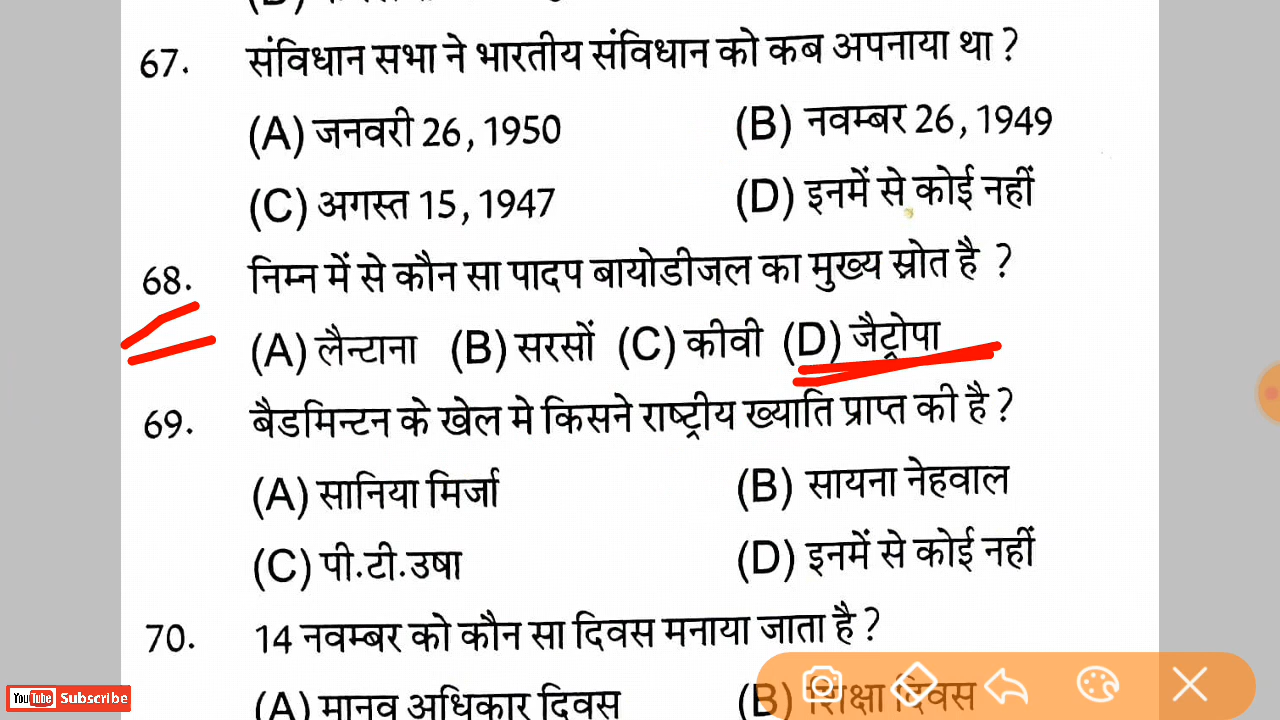 67. संविधान सभा ने भारतीय संविधान को कब अपनाया था ?
(A) जनवरी 26, 1950 (B) नवम्बर 26, 1949
(C) अगस्त 15, 1947 (D) इनमें से कोई नहीं
68. निम्न में से कौन सा पादप बायोडीजल का मुख्य स्रोत है ?
(A) लैन्टाना (B) सरसों (C) कीवी (D) जैट्रोपा
69. बैडमिन्टन के खेल मे किसने राष्ट्रीय ख्याति प्राप्त की है ?
(A) सानिया मिर्जा (B) सायना नेहवाल
(C) पी.टी.उषा (D) इनमें से कोई नहीं
70. 14 नवम्बर को कौन सा दिवस मनाया जाता है ?
(A) मानव अधिकार दिवस (B) शिक्षा दिवस
YouTube Subscribe